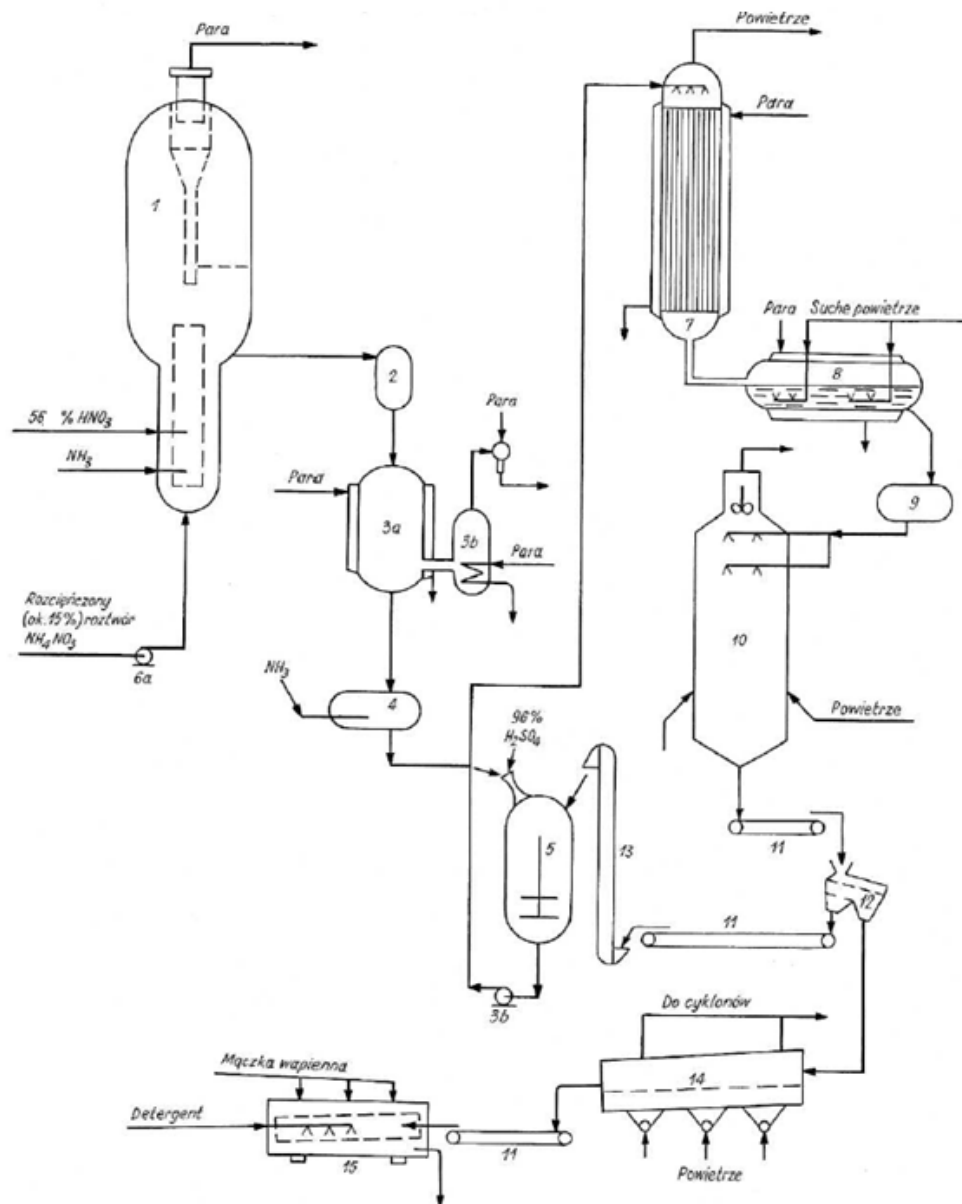 Para
Powietrze
Para
1
56 % HNO₃
NH₃
2
7
Para
Suche powietrze
8
Para
3a
3b
Para
Para
9
Rozcieńczony
(ok. 15%) roztwór
NH₄NO₃
6a
10
NH₃
4
96%
H₂SO₄
Powietrze
5
13
11
12
11
3b
Do cyklonów
14
Mączka wapienna
Detergent
15
11
Powietrze